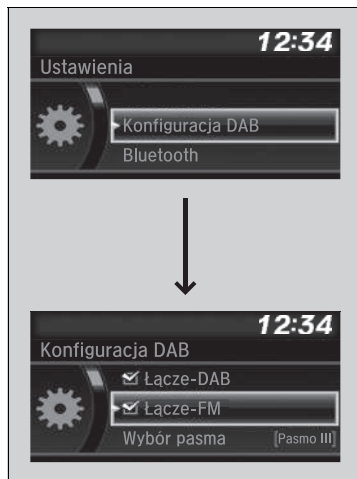 12:34
Ustawienia
Konfiguracja DAB
Bluetooth
12:34
Konfiguracja DAB
Łącze-DAB
Łącze-FM
Wybór pasma [Pasmo III]